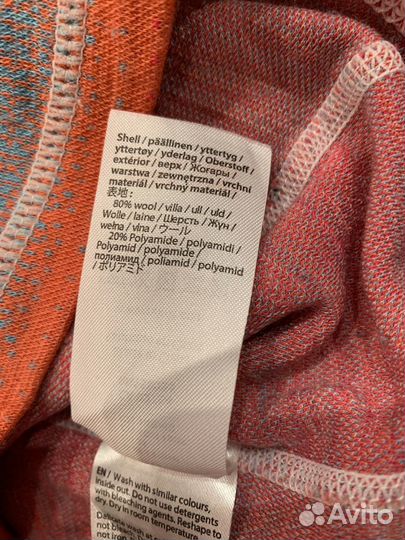 Shell / päällinen / yttertyg /
yttertøy / yderlag / Oberstoff /
extérieur / верх / Жоғарғы /
warstwa / zewnętrzna / vrchní
materiál / vrchný materiál /
表地 :
80% wool / villa / ull / uld /
Wolle / laine / Шерсть / Жүн /
wełna / vlna / ウール
20% Polyamide / polyamidi /
Polyamid / polyamide /
полиамид / poliamid / polyamid
/ ポリアミド
EN / Wash with similar colours,
inside out. Do not use detergents
with bleaching agents. Reshape to
dry. Dry in room temperature
Avito